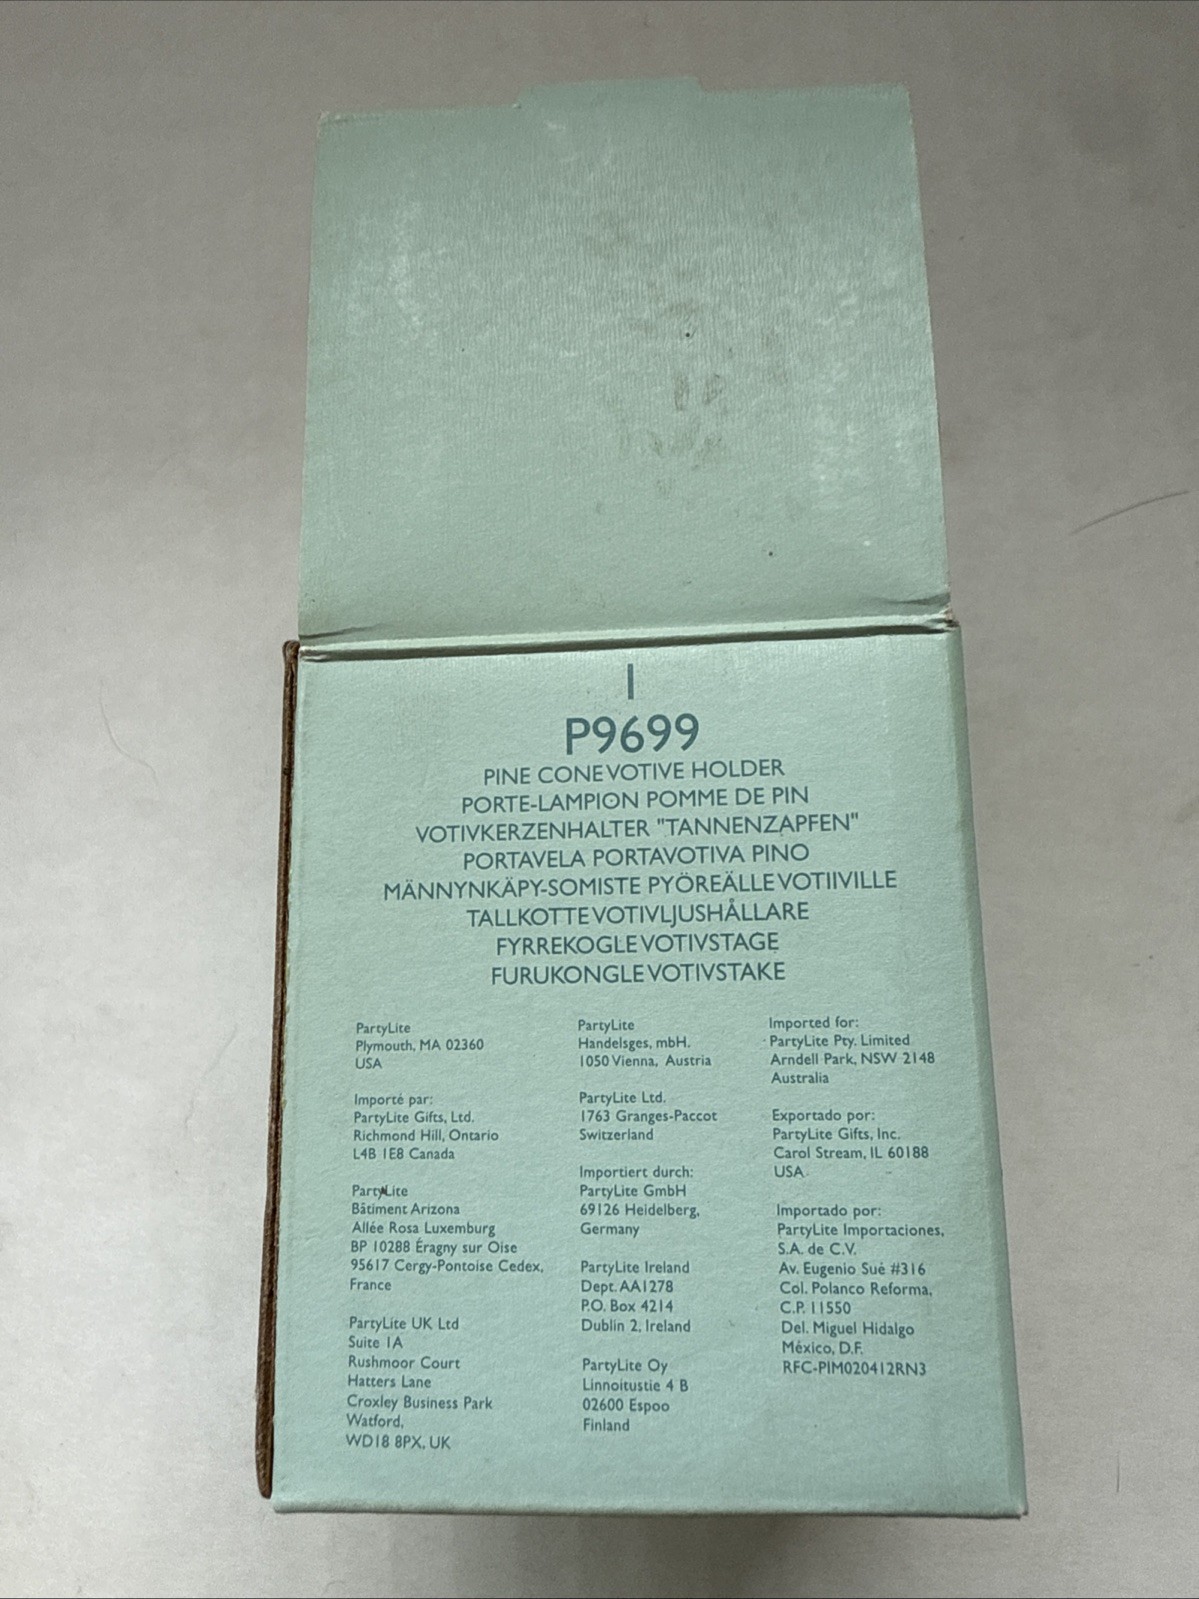 1
P9699
PINE CONE VOTIVE HOLDER
PORTE-LAMPION POMME DE PIN
VOTIVKERZENHALTER "TANNENZAPFEN"
PORTAVELA PORTAVOTIVA PINO
MÄNNYNKÄPY-SOMISTE PYÖREÄLLE VOTIIVILLE
TALLKOTTE VOTIVLJUSHÅLLARE
FYRREKOGLE VOTIVSTAGE
FURUKONGLE VOTIVSTAKE
PartyLite
Plymouth, MA 02360
USA
Importé par:
PartyLite Gifts, Ltd.
Richmond Hill, Ontario
L4B 1E8 Canada
PartyLite
Bâtiment Arizona
Allée Rosa Luxemburg
BP 10288 Éragny sur Oise
95617 Cergy-Pontoise Cedex,
France
PartyLite UK Ltd
Suite 1A
Rushmoor Court
Hatters Lane
Croxley Business Park
Watford,
WD18 8PX, UK
PartyLite
Handelsges, mbH.
1050 Vienna, Austria
PartyLite Ltd.
1763 Granges-Paccot
Switzerland
Importiert durch:
PartyLite GmbH
69126 Heidelberg,
Germany
PartyLite Ireland
Dept. AA1278
P.O. Box 4214
Dublin 2, Ireland
PartyLite Oy
Linnoitustie 4 B
02600 Espoo
Finland
Imported for:
PartyLite Pty. Limited
Arndell Park, NSW 2148
Australia
Exportado por:
PartyLite Gifts, Inc.
Carol Stream, IL 60188
USA
Importado por:
PartyLite Importaciones,
S.A. de C.V.
Av. Eugenio Sué #316
Col. Polanco Reforma,
C.P. 11550
Del. Miguel Hidalgo
México, D.F.
RFC-PIM020412RN3